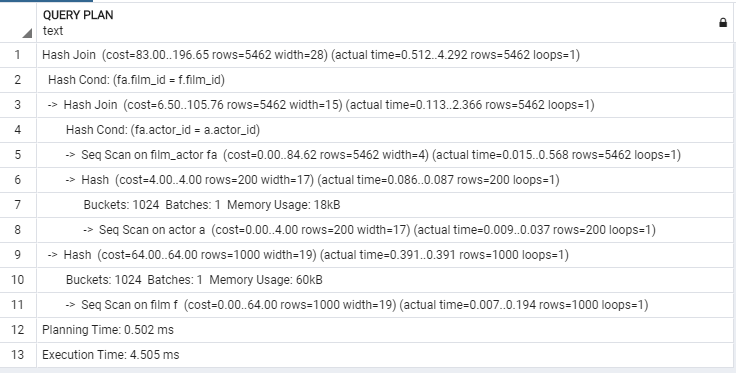 QUERY PLAN
text
1 Hash Join (cost=83.00..196.65 rows=5462 width=28) (actual time=0.512..4.292 rows=5462 loops=1)
2 Hash Cond: (fa.film_id = f.film_id)
3 -> Hash Join (cost=6.50..105.76 rows=5462 width=15) (actual time=0.113..2.366 rows=5462 loops=1)
4 Hash Cond: (fa.actor_id = a.actor_id)
5 -> Seq Scan on film_actor fa (cost=0.00..84.62 rows=5462 width=4) (actual time=0.015..0.568 rows=5462 loops=1)
6 -> Hash (cost=4.00..4.00 rows=200 width=17) (actual time=0.086..0.087 rows=200 loops=1)
7 Buckets: 1024 Batches: 1 Memory Usage: 18kB
8 -> Seq Scan on actor a (cost=0.00..4.00 rows=200 width=17) (actual time=0.009..0.037 rows=200 loops=1)
9 -> Hash (cost=64.00..64.00 rows=1000 width=19) (actual time=0.391..0.391 rows=1000 loops=1)
10 Buckets: 1024 Batches: 1 Memory Usage: 60kB
11 -> Seq Scan on film f (cost=0.00..64.00 rows=1000 width=19) (actual time=0.007..0.194 rows=1000 loops=1)
12 Planning Time: 0.502 ms
13 Execution Time: 4.505 ms